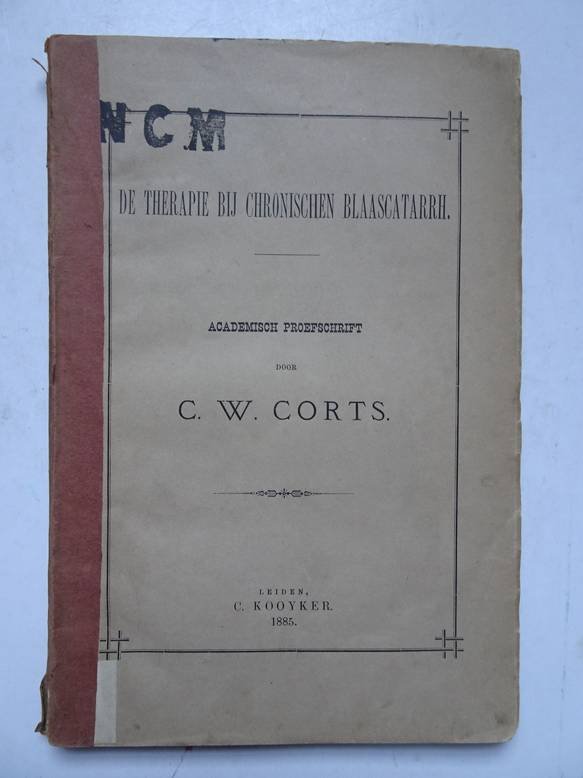 NCM
DE THERAPIE BIJ CHRONISCHEN BLAASCATARRH.
ACADEMISCH PROEFSCHRIFT
DOOR
C. W. CORTS.
LEIDEN,
C. KOOYKER.
1885.